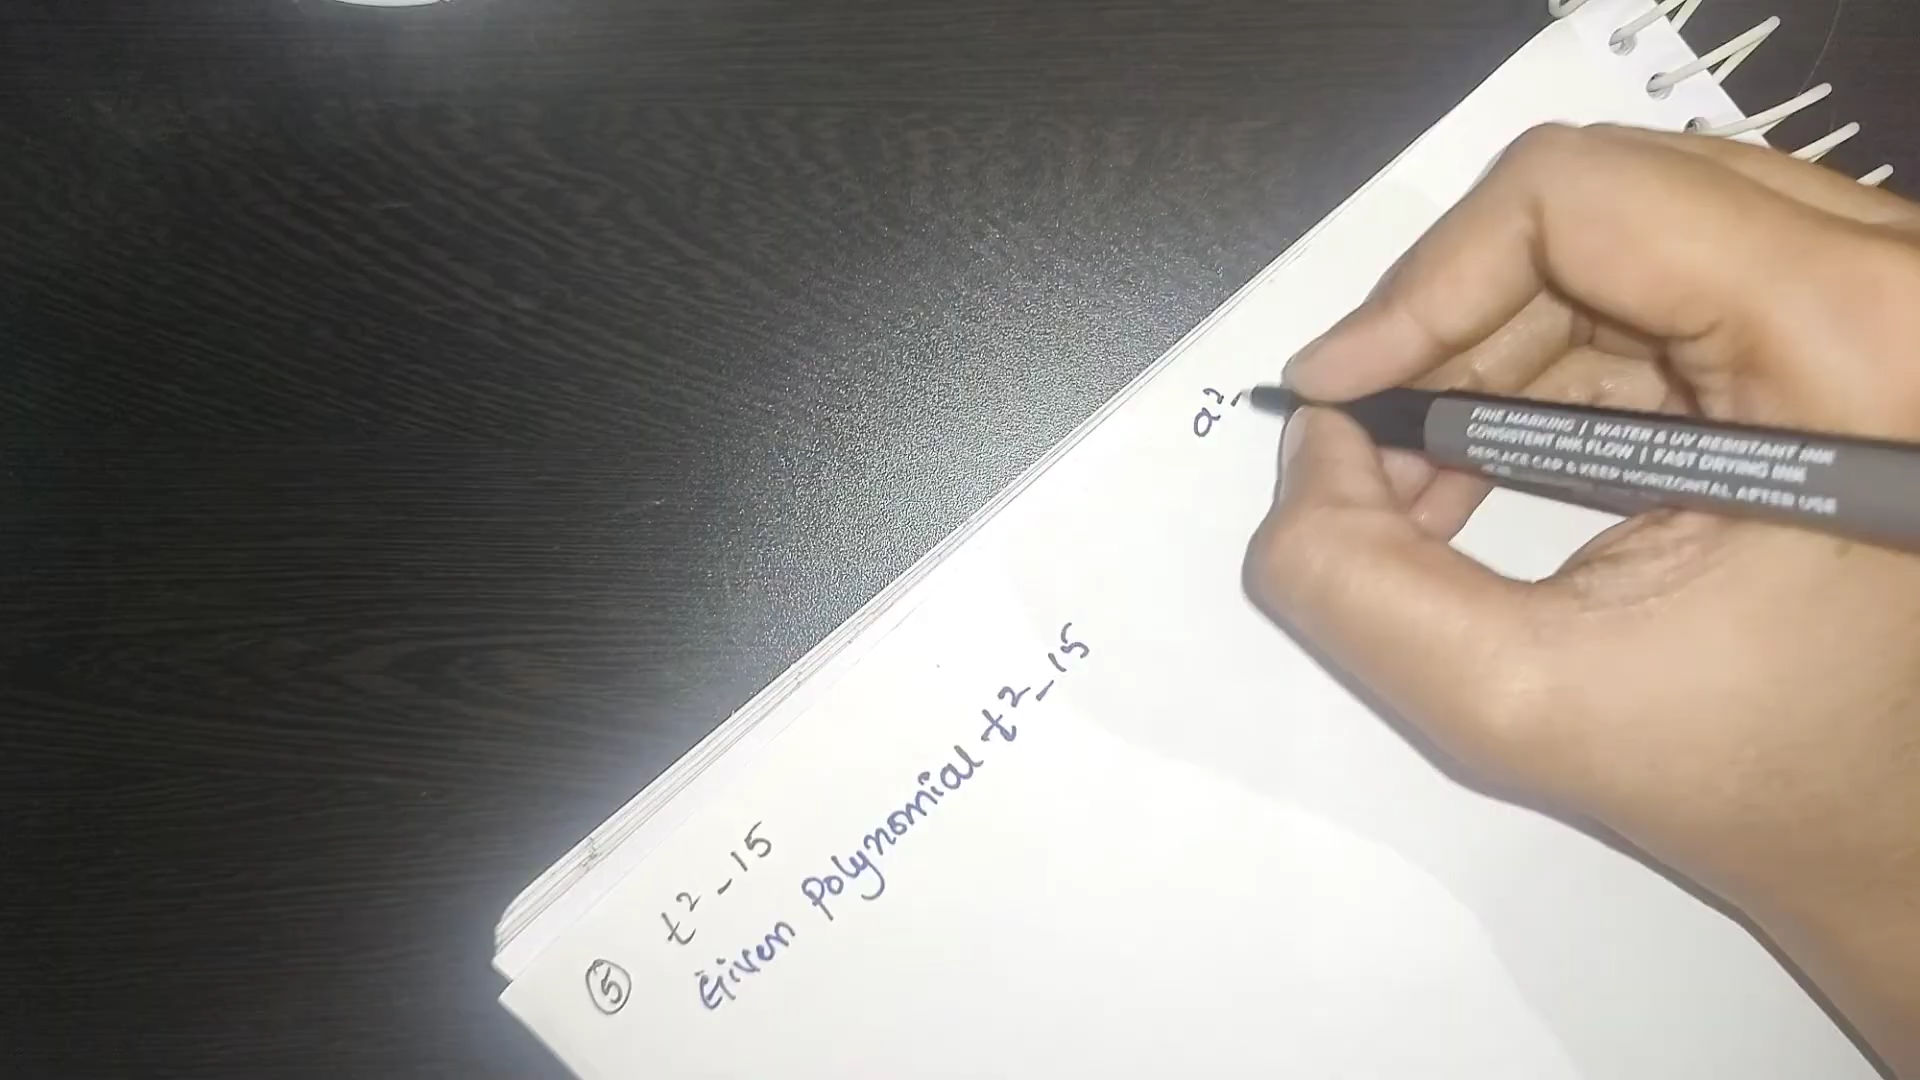 ⑤ t² - 15
Given Polynomial t² - 15
a² -
FINE MARKING | WATER & UV RESISTANT INK
CONSISTENT INK FLOW | FAST DRYING INK
REPLACE CAP & KEEP HORIZONTAL AFTER USE